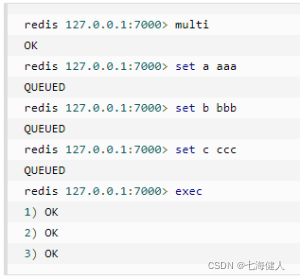 redis 127.0.0.1:7000> multi
OK
redis 127.0.0.1:7000> set a aaa
QUEUED
redis 127.0.0.1:7000> set b bbb
QUEUED
redis 127.0.0.1:7000> set c ccc
QUEUED
redis 127.0.0.1:7000> exec
1) OK
2) OK
3) OK
CSDN @七海健人